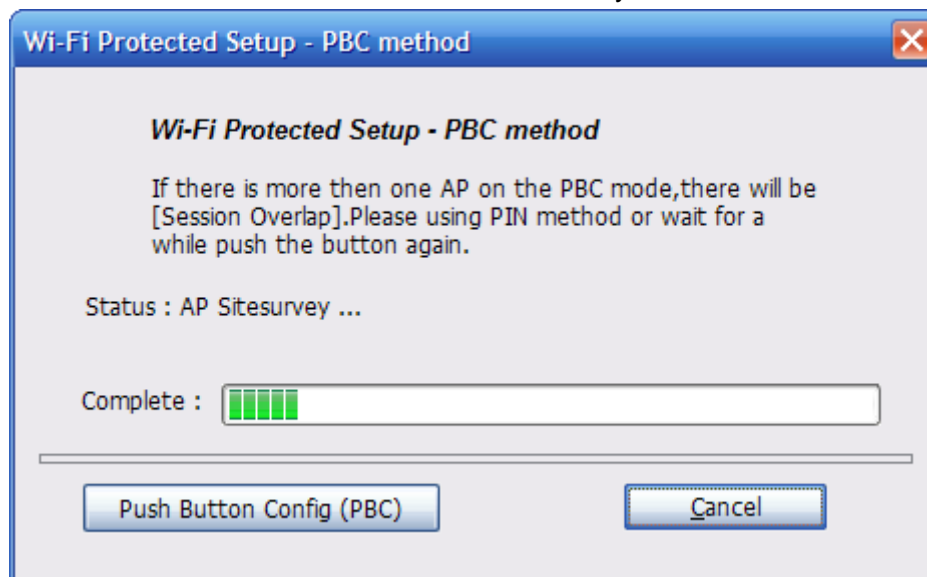 Wi-Fi Protected Setup - PBC method
Wi-Fi Protected Setup - PBC method
If there is more then one AP on the PBC mode,there will be
[Session Overlap].Please using PIN method or wait for a
while push the button again.
Status : AP Sitesurvey ...
Complete :
Push Button Config (PBC)
Cancel